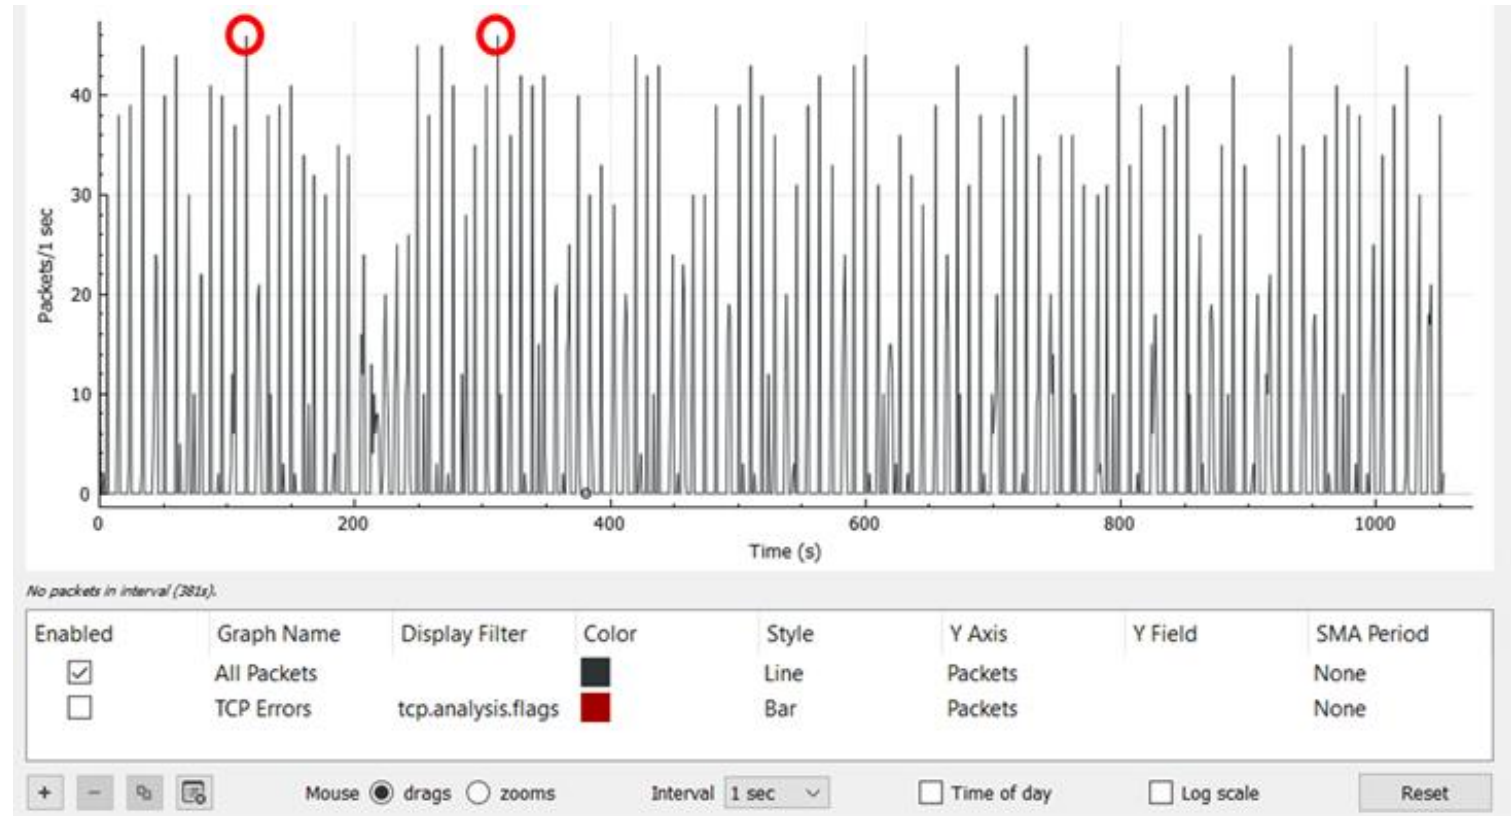 40
30
20
10
0
Packets/1 sec
0 200 400 600 800 1000
Time (s)
No packets in interval (381s).
Enabled Graph Name Display Filter Color Style Y Axis Y Field SMA Period
All Packets Line Packets None
TCP Errors tcp.analysis.flags Bar Packets None
+ − Mouse drags zooms Interval 1 sec Time of day Log scale Reset